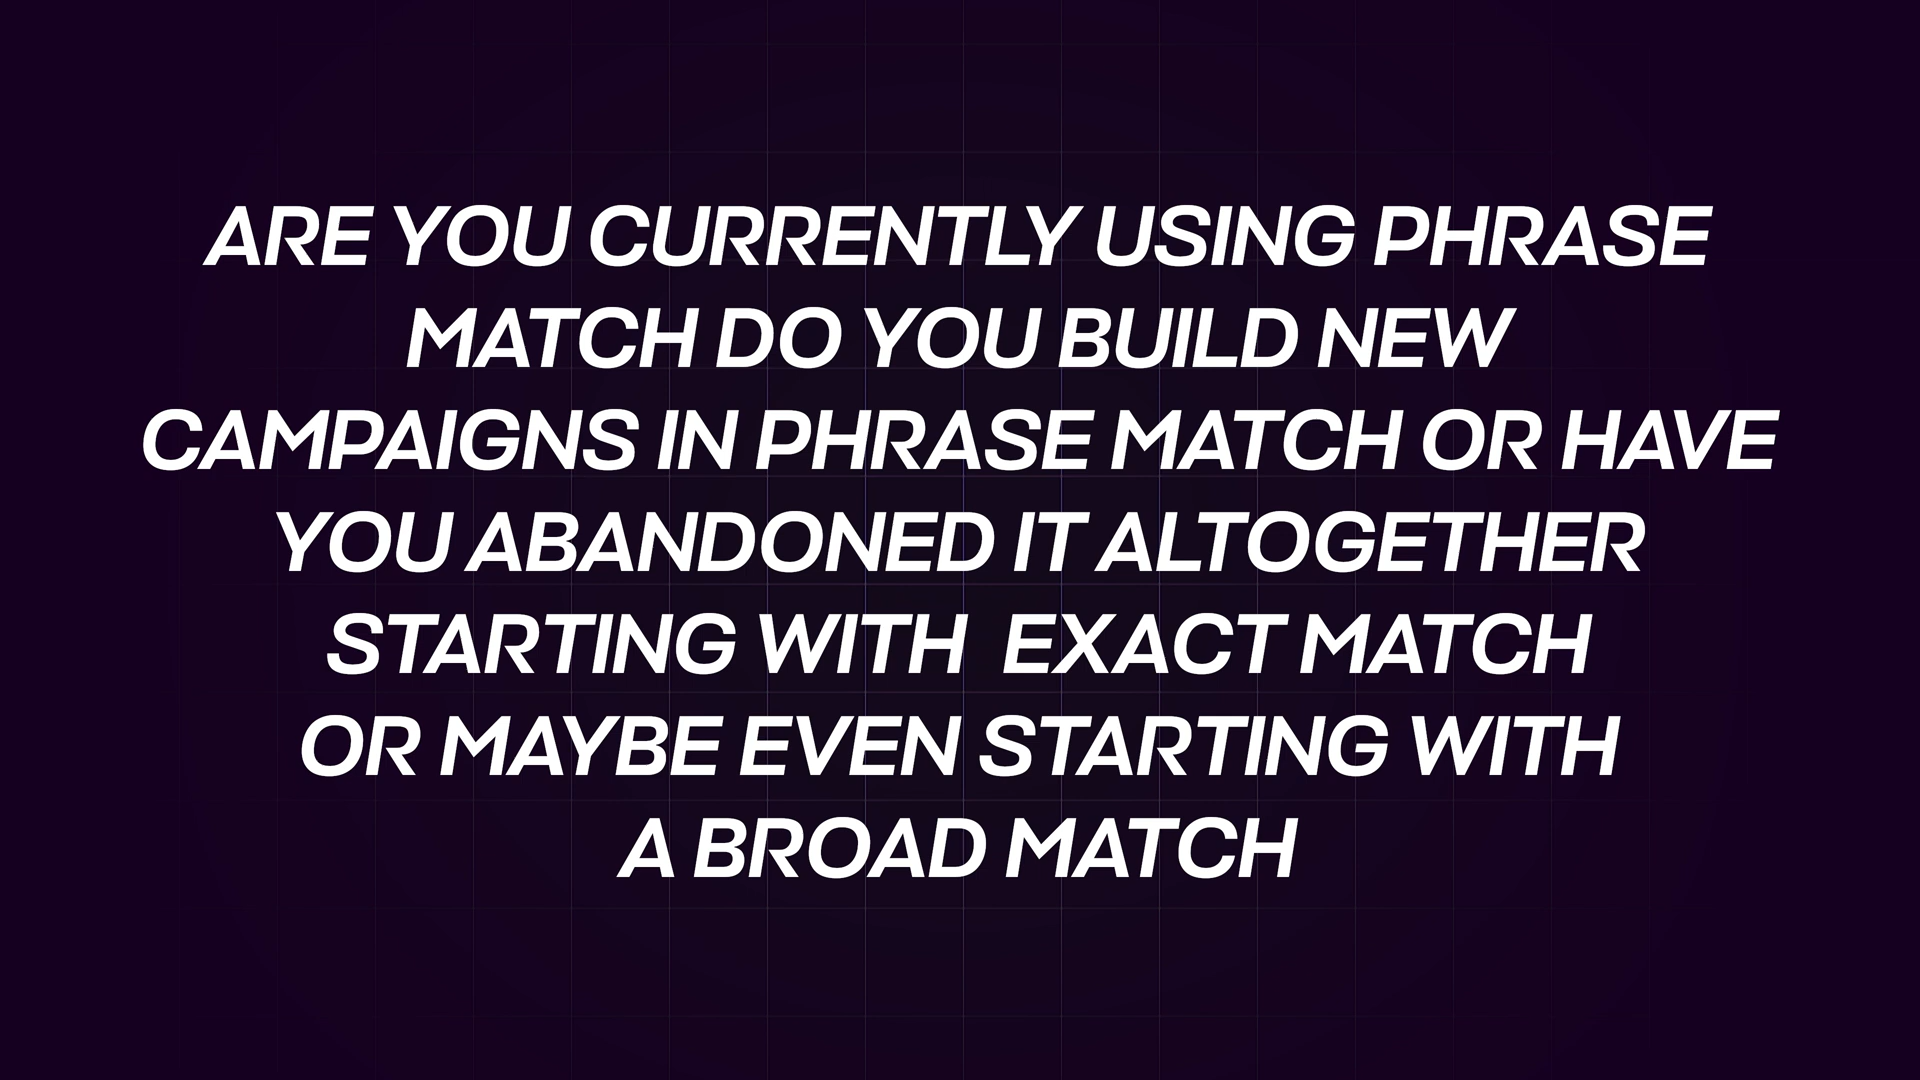 ARE YOU CURRENTLY USING PHRASE
MATCH DO YOU BUILD NEW
CAMPAIGNS IN PHRASE MATCH OR HAVE
YOU ABANDONED IT ALTOGETHER
STARTING WITH  EXACT MATCH
OR MAYBE EVEN STARTING WITH
A BROAD MATCH